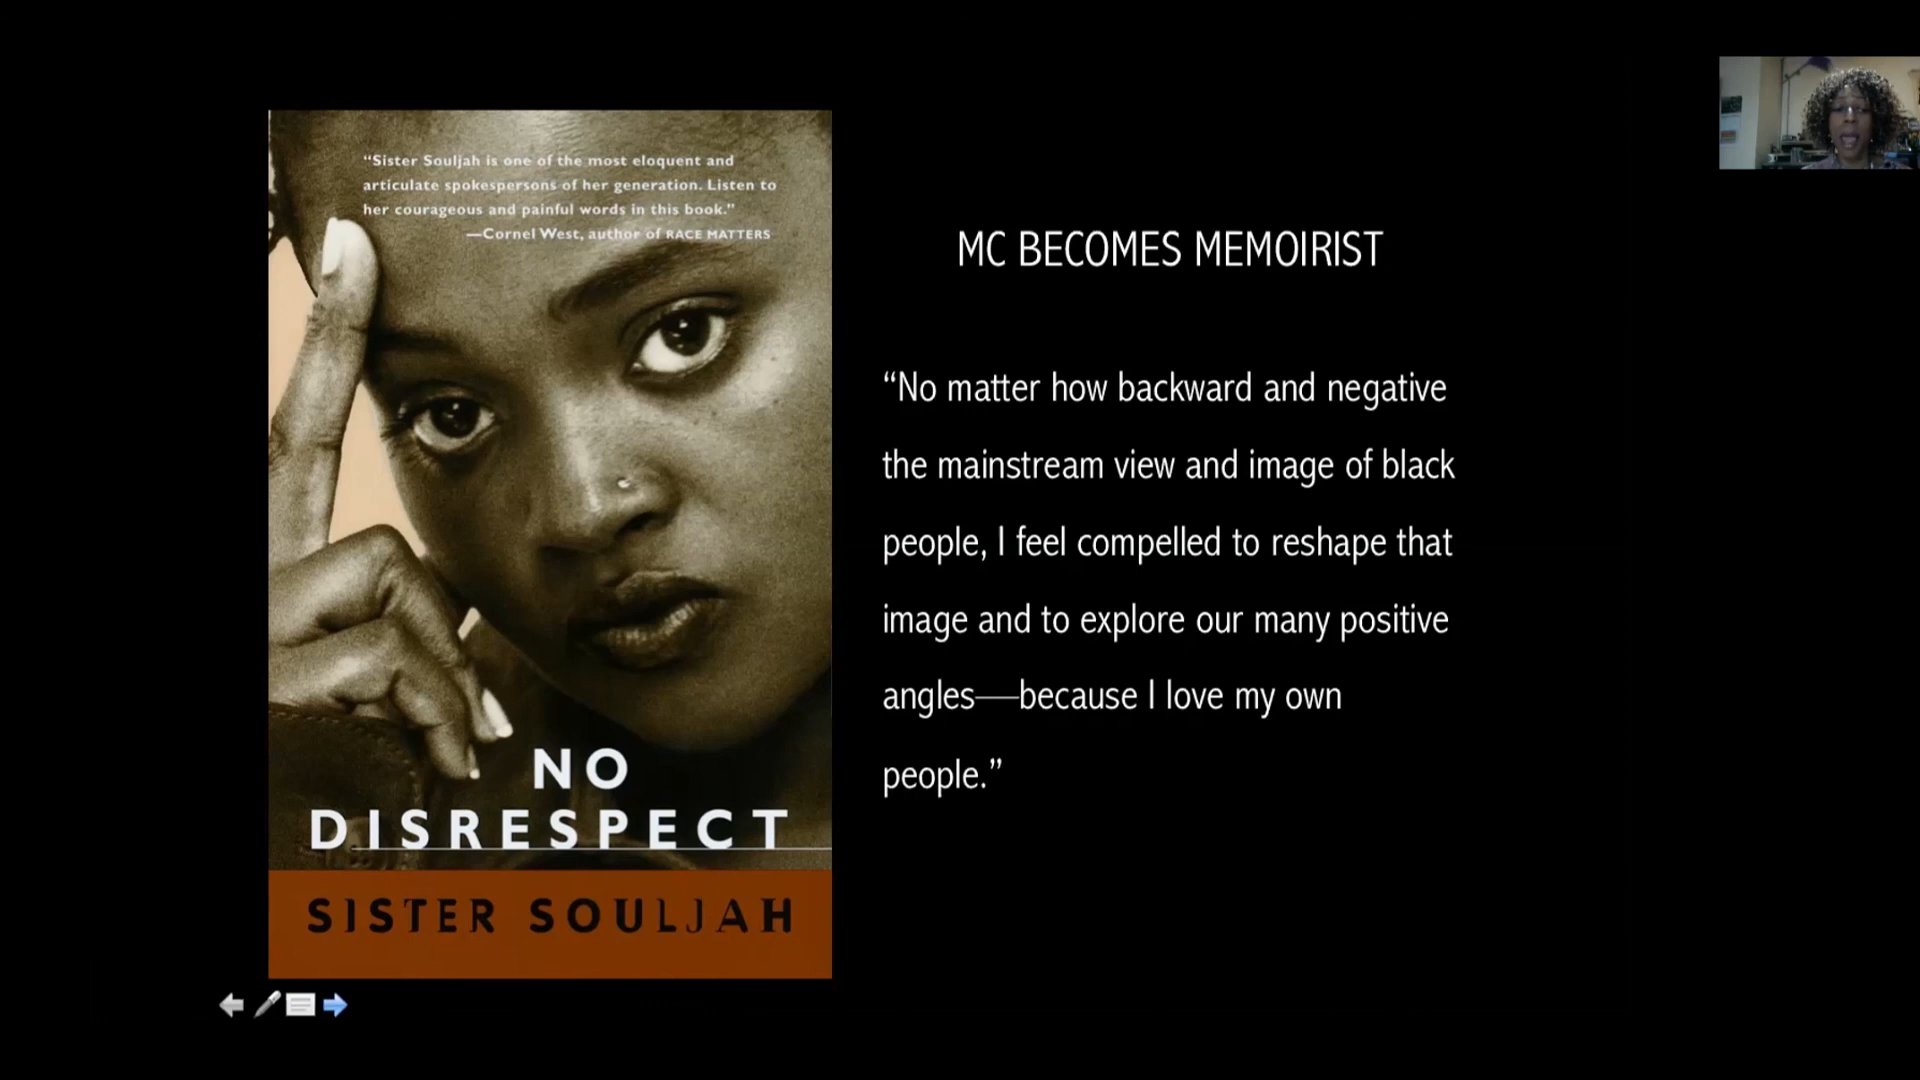 “Sister Souljah is one of the most eloquent and
articulate spokespersons of her generation. Listen to
her courageous and painful words in this book.”
—Cornel West, author of RACE MATTERS
NO
DISRESPECT
SISTER SOULJAH
MC BECOMES MEMOIRIST
“No matter how backward and negative
the mainstream view and image of black
people, I feel compelled to reshape that
image and to explore our many positive
angles—because I love my own
people.”